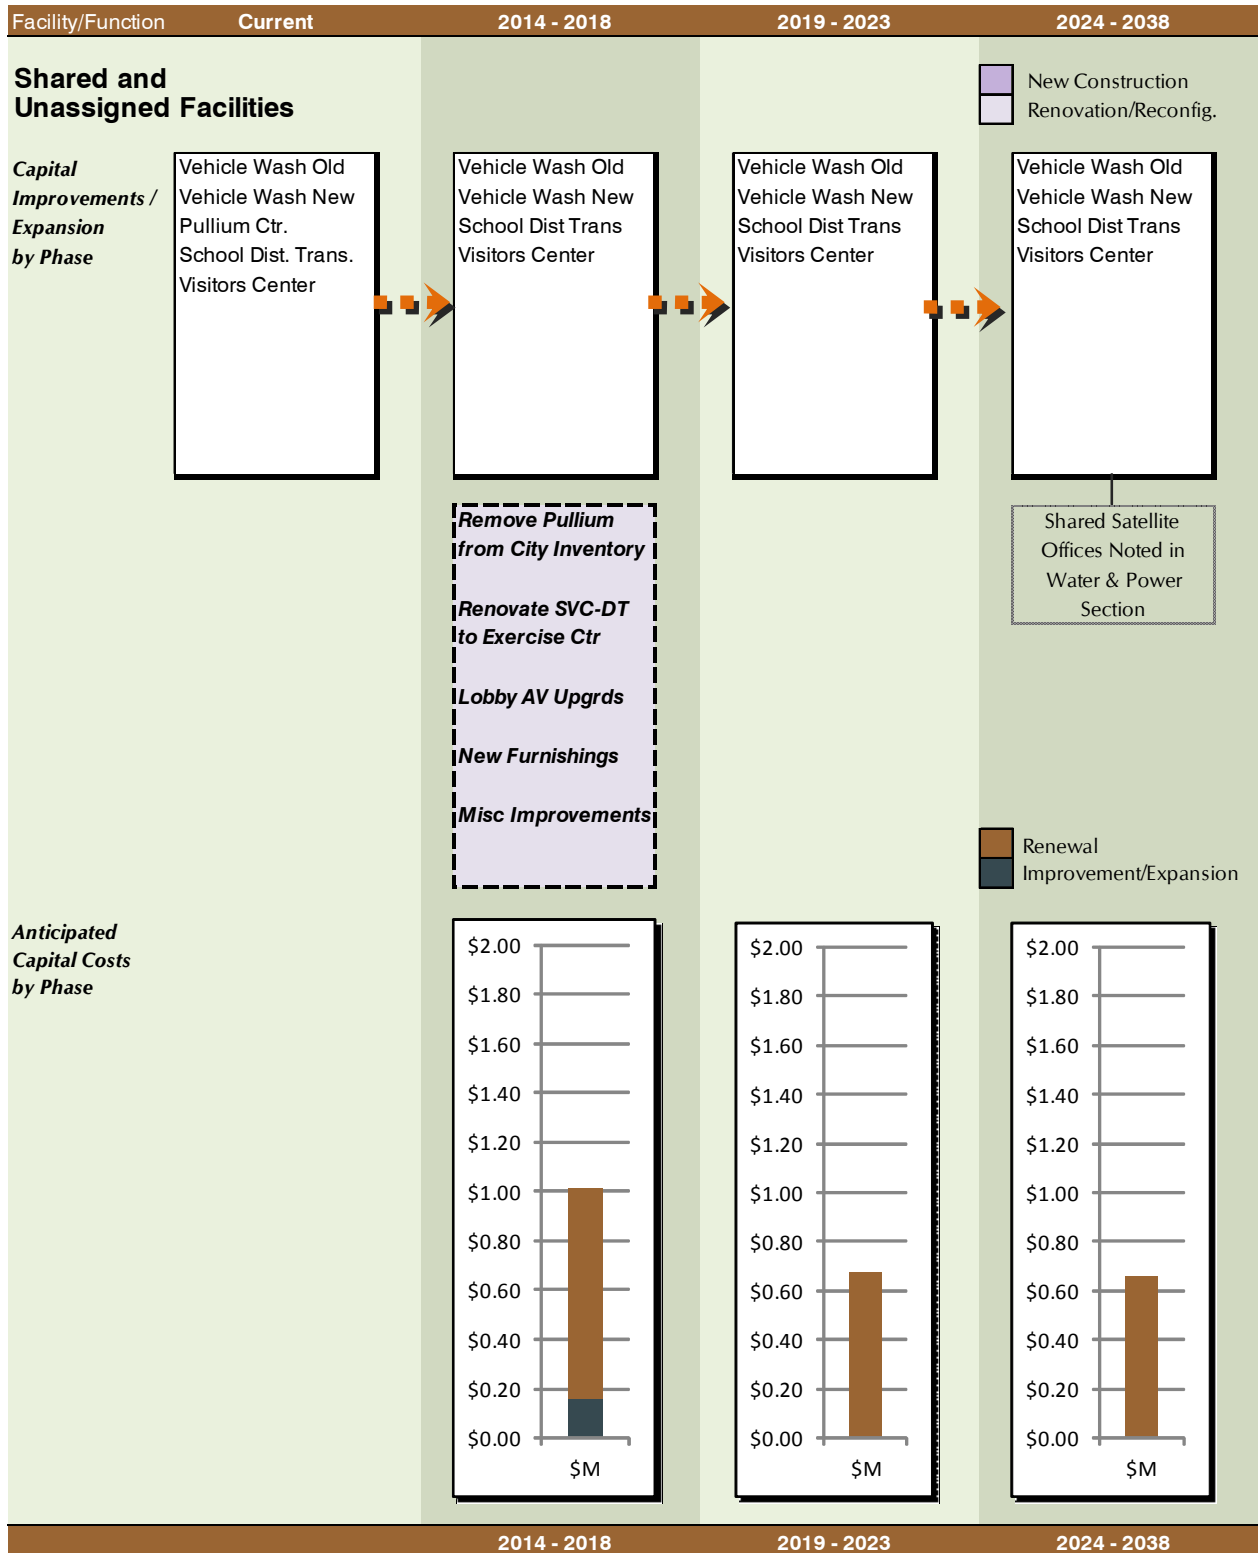 Facility/Function Current 2014 - 2018 2019 - 2023 2024 - 2038
Shared and
Unassigned Facilities
New Construction
Renovation/Reconfig.
Capital
Improvements /
Expansion
by Phase
Vehicle Wash Old
Vehicle Wash New
Pullium Ctr.
School Dist. Trans.
Visitors Center
Vehicle Wash Old
Vehicle Wash New
School Dist Trans
Visitors Center
Vehicle Wash Old
Vehicle Wash New
School Dist Trans
Visitors Center
Vehicle Wash Old
Vehicle Wash New
School Dist Trans
Visitors Center
Remove Pullium
from City Inventory
Renovate SVC-DT
to Exercise Ctr
Lobby AV Upgrds
New Furnishings
Misc Improvements
Shared Satellite
Offices Noted in
Water & Power
Section
Renewal
Improvement/Expansion
Anticipated
Capital Costs
by Phase
$2.00
$1.80
$1.60
$1.40
$1.20
$1.00
$0.80
$0.60
$0.40
$0.20
$0.00
$M
$2.00
$1.80
$1.60
$1.40
$1.20
$1.00
$0.80
$0.60
$0.40
$0.20
$0.00
$M
$2.00
$1.80
$1.60
$1.40
$1.20
$1.00
$0.80
$0.60
$0.40
$0.20
$0.00
$M
2014 - 2018 2019 - 2023 2024 - 2038